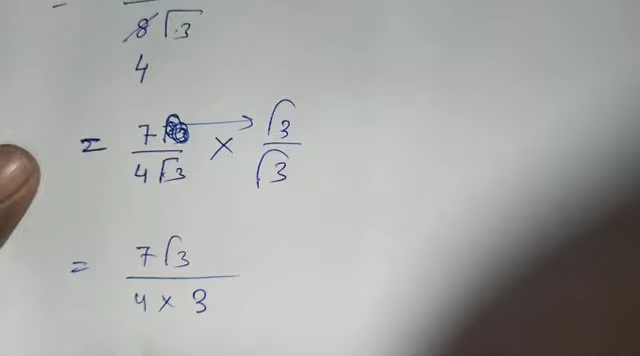 8√3
4
= 7 / 4√3 × √3 / √3
= 7√3 / 4 × 3